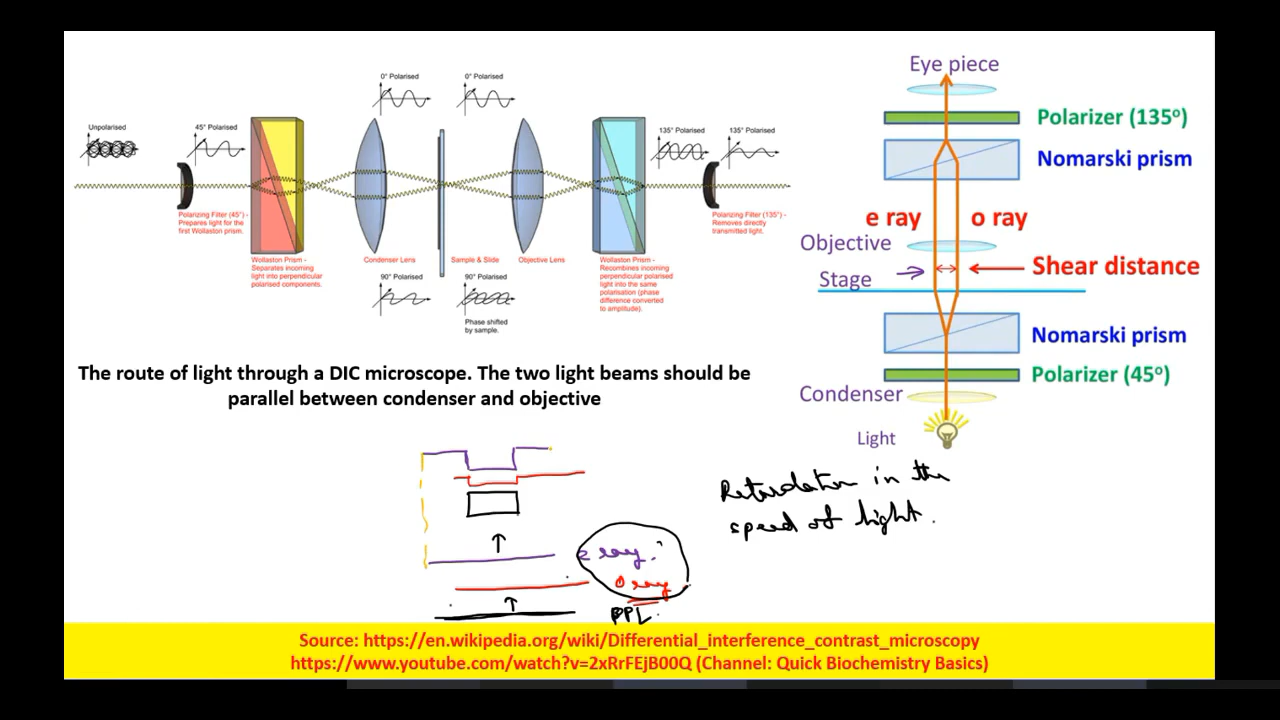 0° Polarised
0° Polarised
Unpolarised
45° Polarised
135° Polarised
135° Polarised
Polarizing Filter (45°) -
Prepares light for the
first Wollaston prism.
Wollaston Prism -
Separates incoming
light into perpendicular
polarised components.
Condenser Lens
Sample & Slide
Objective Lens
Wollaston Prism -
Recombines incoming
perpendicular polarised
light into the same
polarisation (phase
difference converted
to amplitude).
Polarizing Filter (135°) -
Removes directly
transmitted light.
90° Polarised
90° Polarised
Phase shifted
by sample.
The route of light through a DIC microscope. The two light beams should be
parallel between condenser and objective
Eye piece
Polarizer (135º)
Nomarski prism
e ray
o ray
Objective
Shear distance
Stage
Nomarski prism
Polarizer (45º)
Condenser
Light
Retardation in the
speed of light.
e ray.
O ray
PPL.
Source: https://en.wikipedia.org/wiki/Differential_interference_contrast_microscopy
https://www.youtube.com/watch?v=2xRrFEjB00Q (Channel: Quick Biochemistry Basics)